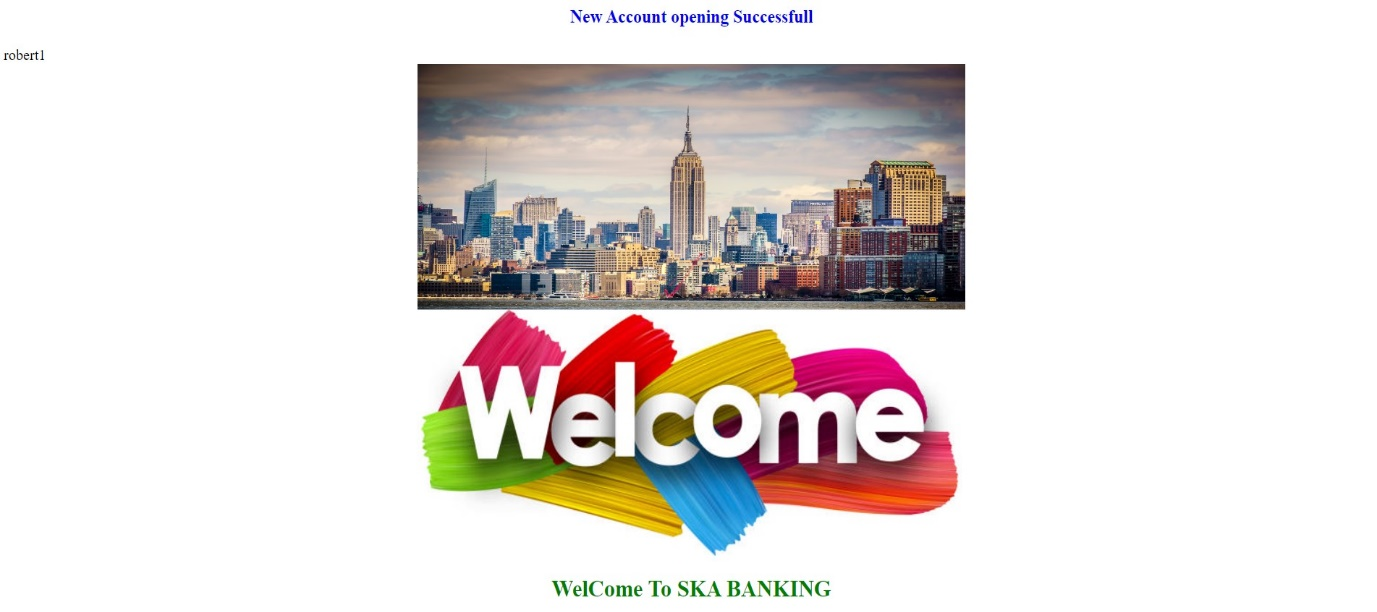 New Account opening Successfull
robert1
Welcome
WelCome To SKA BANKING